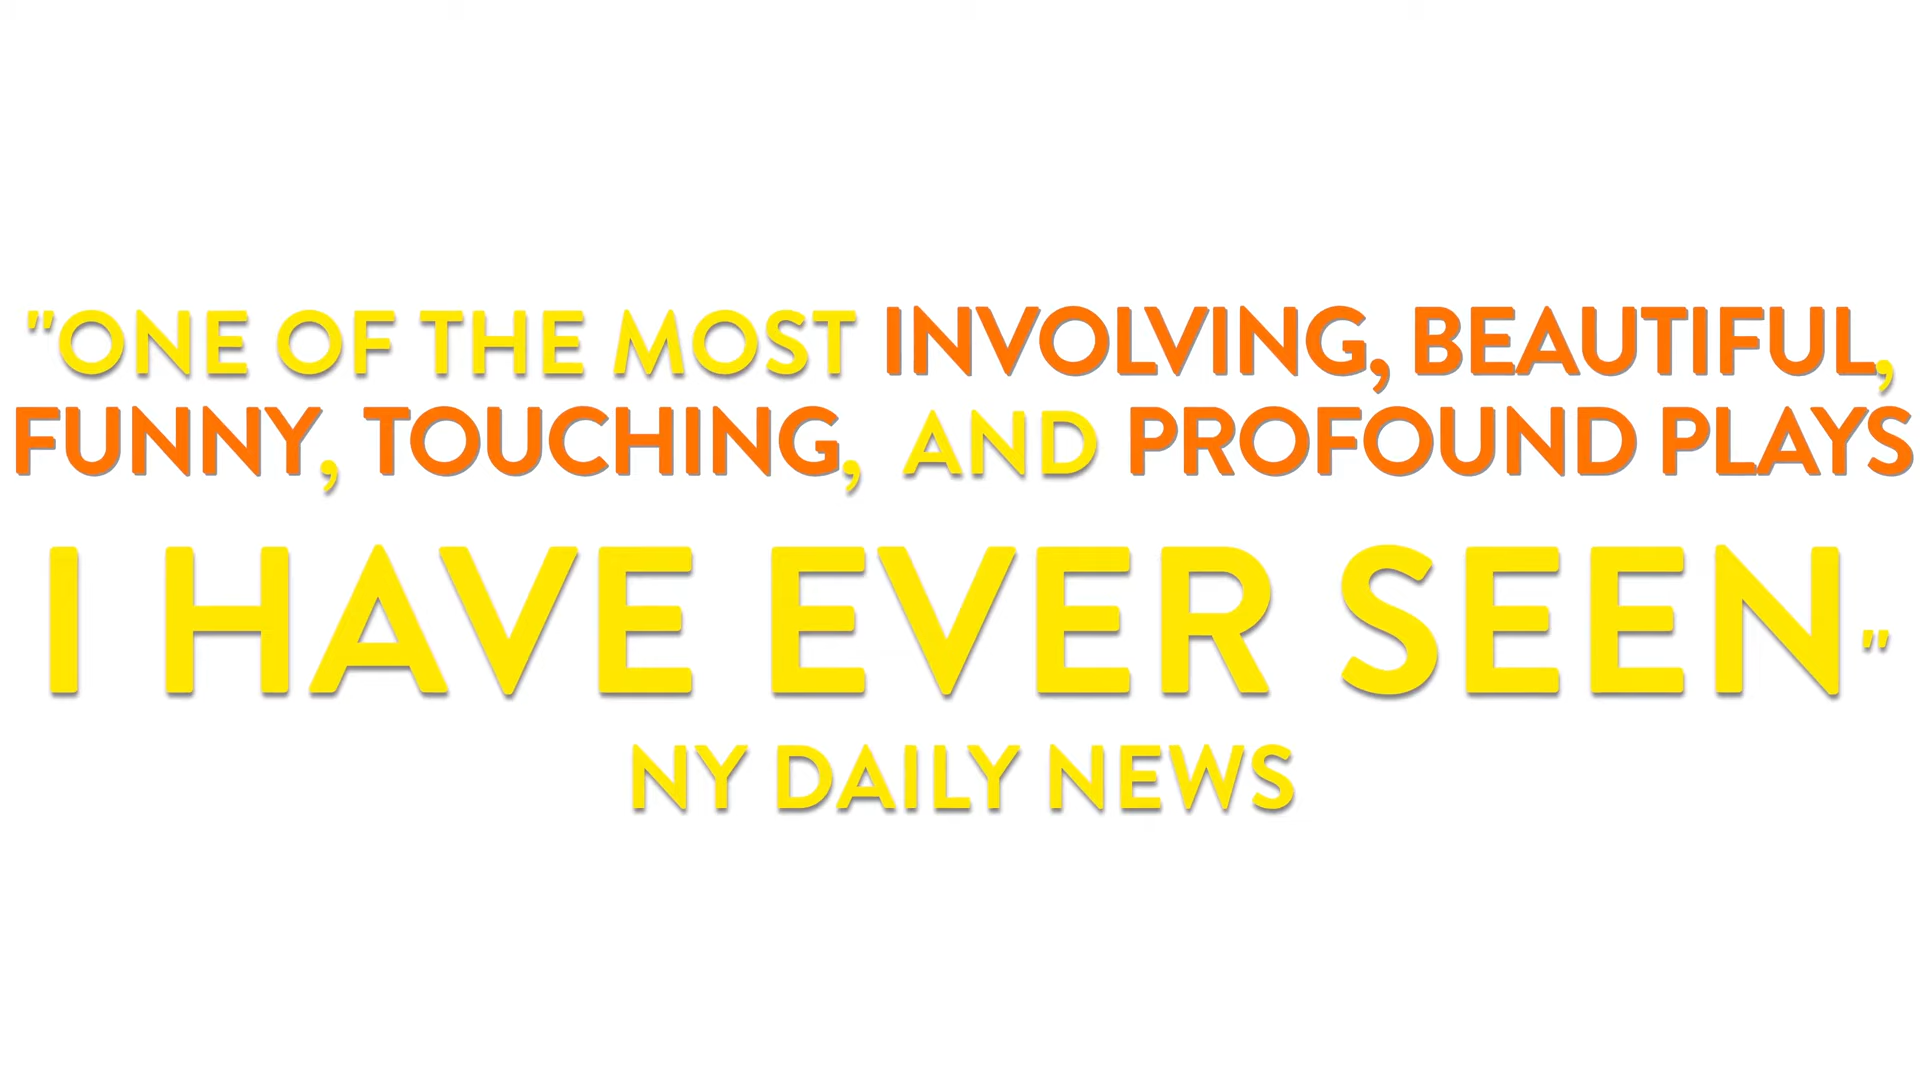 "ONE OF THE MOST INVOLVING, BEAUTIFUL,
FUNNY, TOUCHING, AND PROFOUND PLAYS
I HAVE EVER SEEN"
NY DAILY NEWS